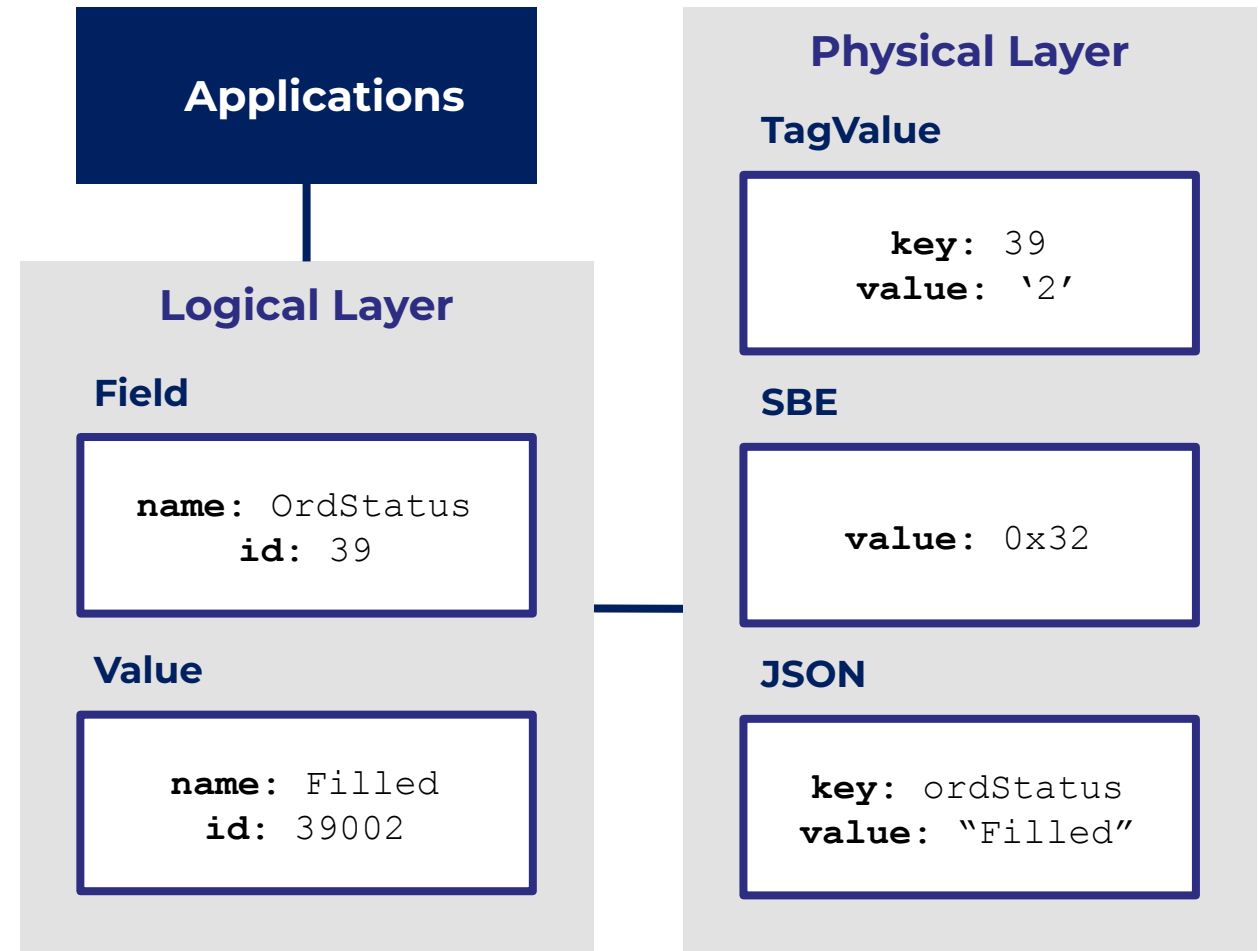 Applications
Logical Layer
Field
name: OrdStatus
id: 39
Value
name: Filled
id: 39002
Physical Layer
TagValue
key: 39
value: ‘2’
SBE
value: 0x32
JSON
key: ordStatus
value: “Filled”